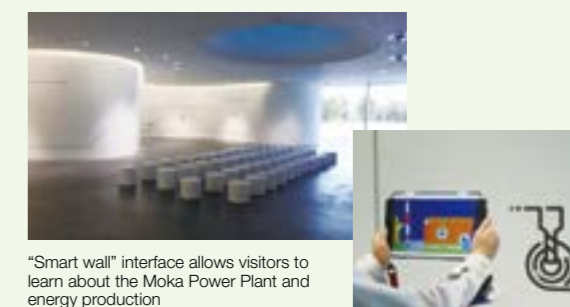 “Smart wall” interface allows visitors to
learn about the Moka Power Plant and
energy production